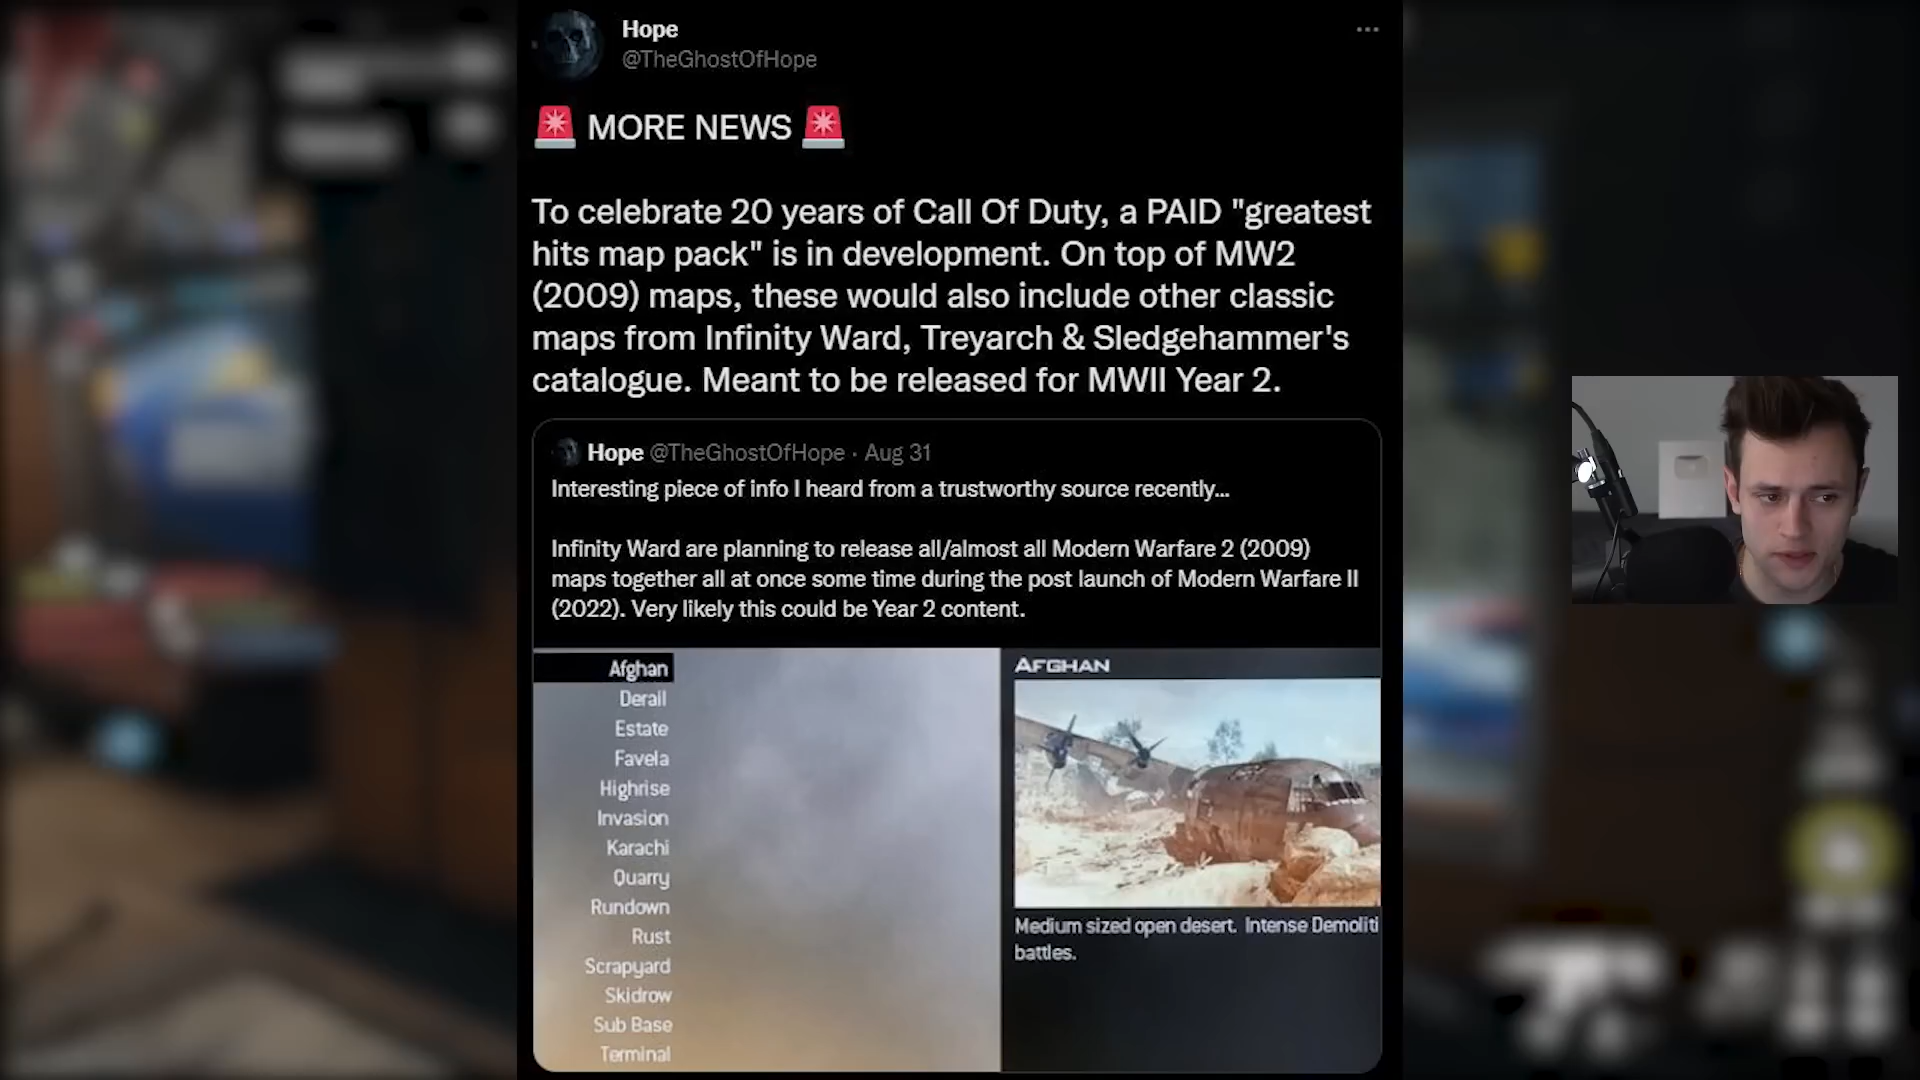 Hope
@TheGhostOfHope
🚨 MORE NEWS 🚨
To celebrate 20 years of Call Of Duty, a PAID "greatest
hits map pack" is in development. On top of MW2
(2009) maps, these would also include other classic
maps from Infinity Ward, Treyarch & Sledgehammer's
catalogue. Meant to be released for MWII Year 2.
Hope @TheGhostOfHope · Aug 31
Interesting piece of info I heard from a trustworthy source recently...
Infinity Ward are planning to release all/almost all Modern Warfare 2 (2009)
maps together all at once some time during the post launch of Modern Warfare II
(2022). Very likely this could be Year 2 content.
Afghan
Derail
Estate
Favela
Highrise
Invasion
Karachi
Quarry
Rundown
Rust
Scrapyard
Skidrow
Sub Base
Terminal
AFGHAN
Medium sized open desert. Intense Demoliti
battles.